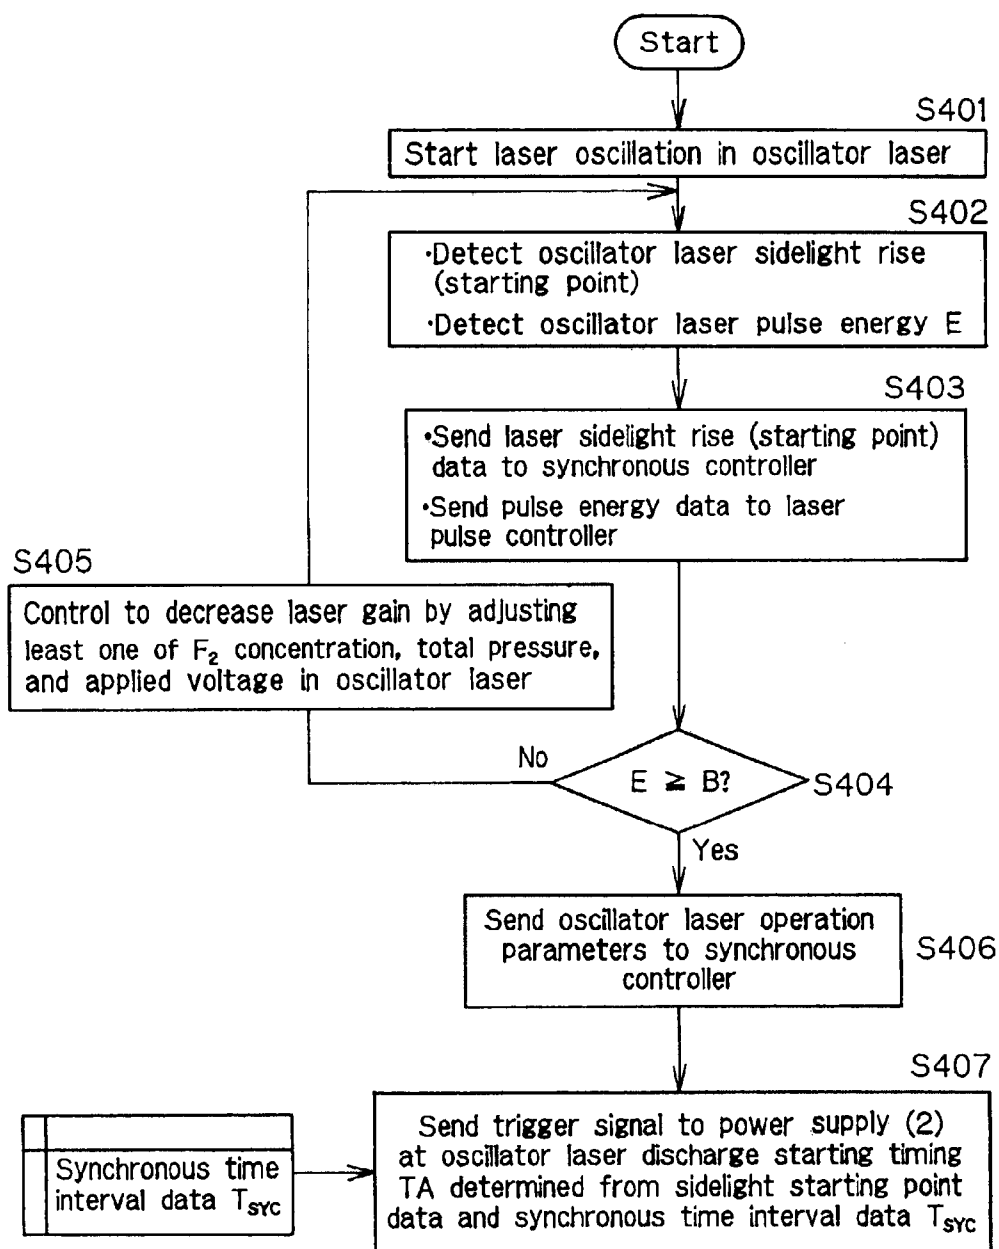 Start
S401
Start laser oscillation in oscillator laser
S402
·Detect oscillator laser sidelight rise
(starting point)
·Detect oscillator laser pulse energy E
S403
·Send laser sidelight rise (starting point)
data to synchronous controller
·Send pulse energy data to laser
pulse controller
S405
Control to decrease laser gain by adjusting
least one of F₂ concentration, total pressure,
and applied voltage in oscillator laser
No
E ≧ B?
S404
Yes
Send oscillator laser operation
parameters to synchronous
controller
S406
S407
Send trigger signal to power supply (2)
at oscillator laser discharge starting timing
TA determined from sidelight starting point
data and synchronous time interval data TSYC
Synchronous time
interval data TSYC